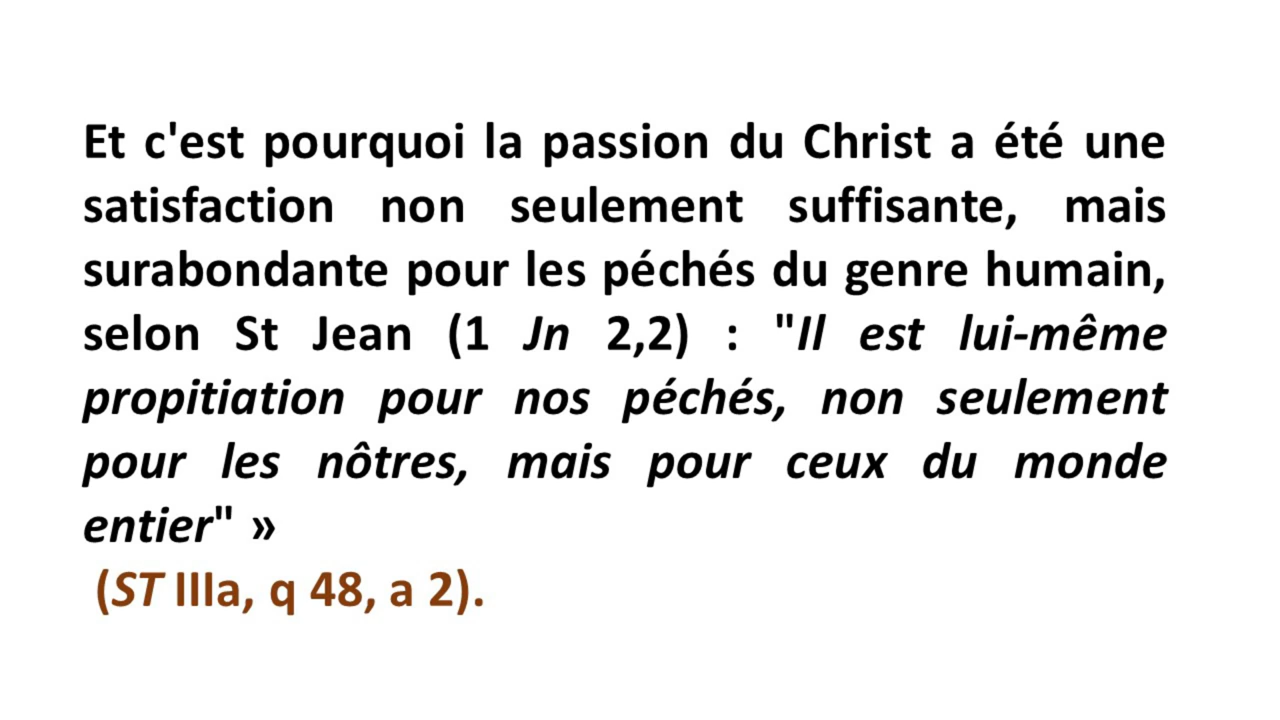 Et c'est pourquoi la passion du Christ a été une
satisfaction non seulement suffisante, mais
surabondante pour les péchés du genre humain,
selon St Jean (1 Jn 2,2) : "Il est lui-même
propitiation pour nos péchés, non seulement
pour les nôtres, mais pour ceux du monde
entier" »
(ST IIIa, q 48, a 2).